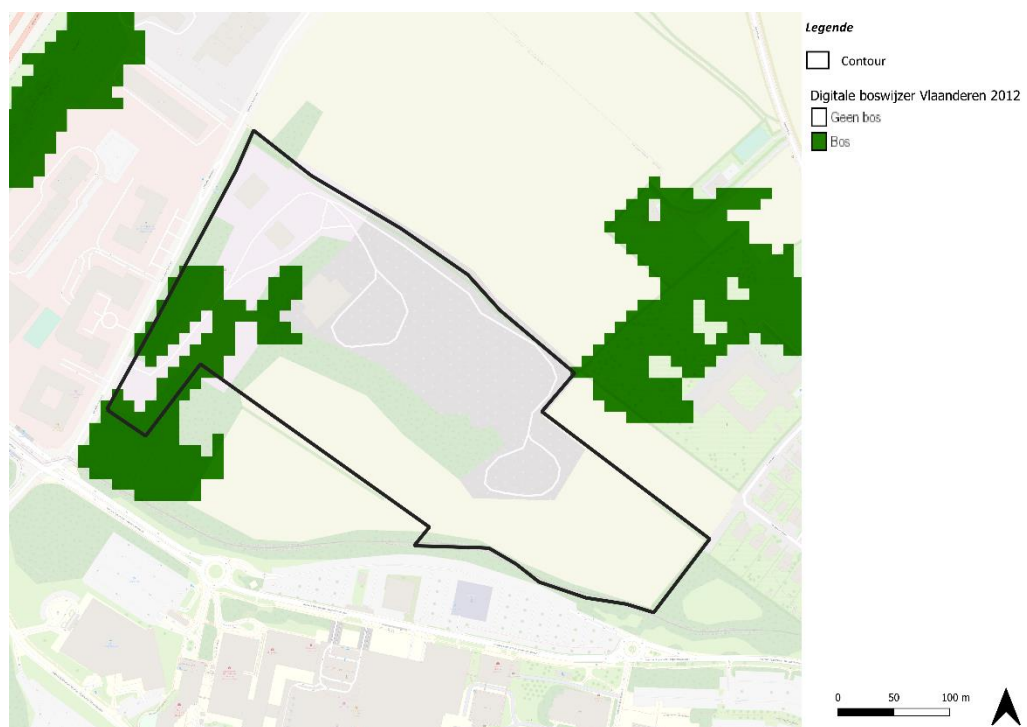 Legende
Contour
Digitale boswijzer Vlaanderen 2012
Geen bos
Bos
0 50 100 m